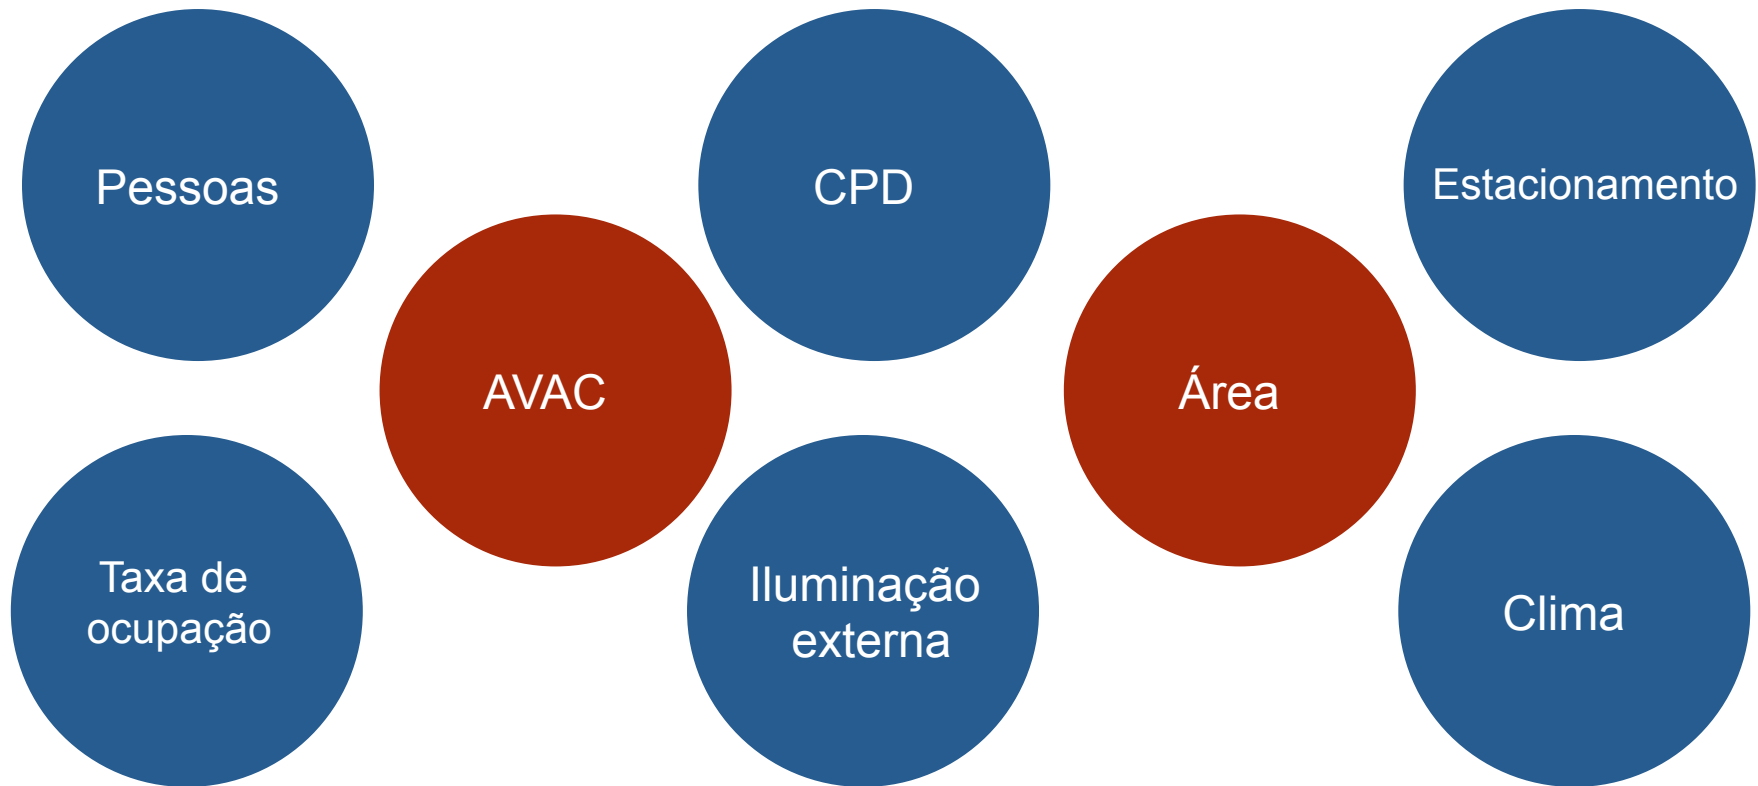 Pessoas
CPD
Estacionamento
AVAC
Área
Taxa de
ocupação
Iluminação
externa
Clima